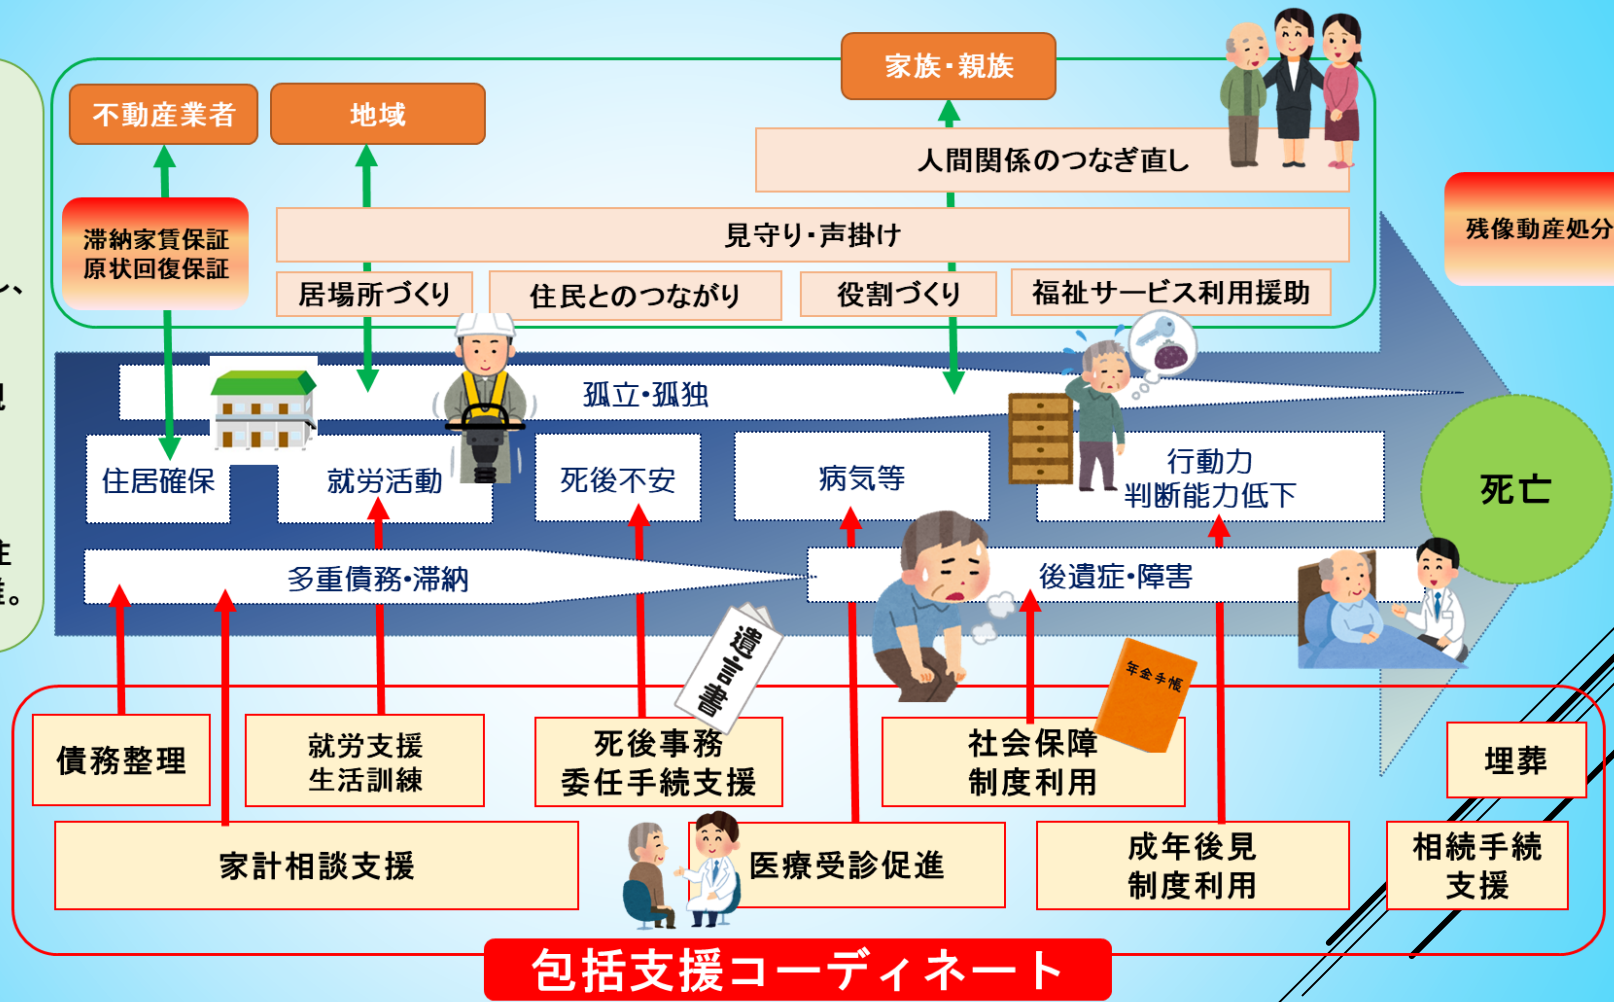 家族・親族
不動産業者
地域
人間関係のつなぎ直し
滞納家賃保証
原状回復保証
見守り・声掛け
残像動産処分
居場所づくり
住民とのつながり
役割づくり
福祉サービス利用援助
孤立・孤独
住居確保
就労活動
死後不安
病気等
行動力
判断能力低下
死亡
多重債務・滞納
後遺症・障害
遺言書
年金手帳
債務整理
就労支援
生活訓練
死後事務
委任手続支援
社会保障
制度利用
埋葬
家計相談支援
医療受診促進
成年後見
制度利用
相続手続
支援
包括支援コーディネート